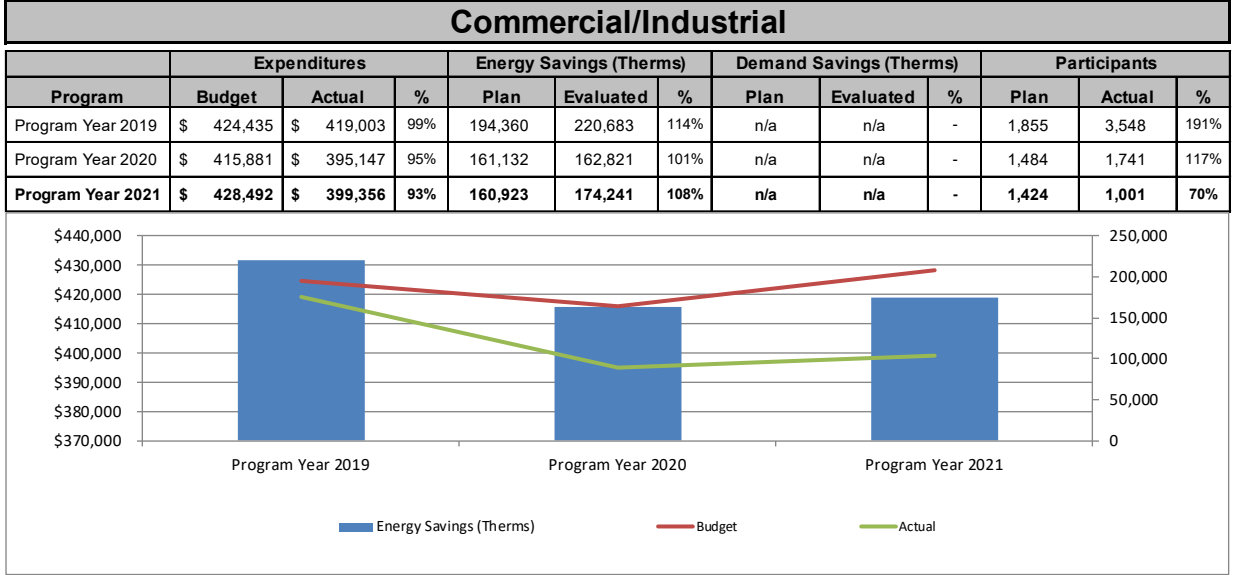 Commercial/Industrial
Expenditures Energy Savings (Therms) Demand Savings (Therms) Participants
Program Budget Actual % Plan Evaluated % Plan Evaluated % Plan Actual %
Program Year 2019 $ 424,435 $ 419,003 99% 194,360 220,683 114% n/a n/a - 1,855 3,548 191%
Program Year 2020 $ 415,881 $ 395,147 95% 161,132 162,821 101% n/a n/a - 1,484 1,741 117%
Program Year 2021 $ 428,492 $ 399,356 93% 160,923 174,241 108% n/a n/a - 1,424 1,001 70%
$440,000 250,000
$430,000
200,000
$420,000
$410,000 150,000
$400,000
100,000
$390,000
50,000
$380,000
$370,000 0
Program Year 2019 Program Year 2020 Program Year 2021
Energy Savings (Therms) Budget Actual